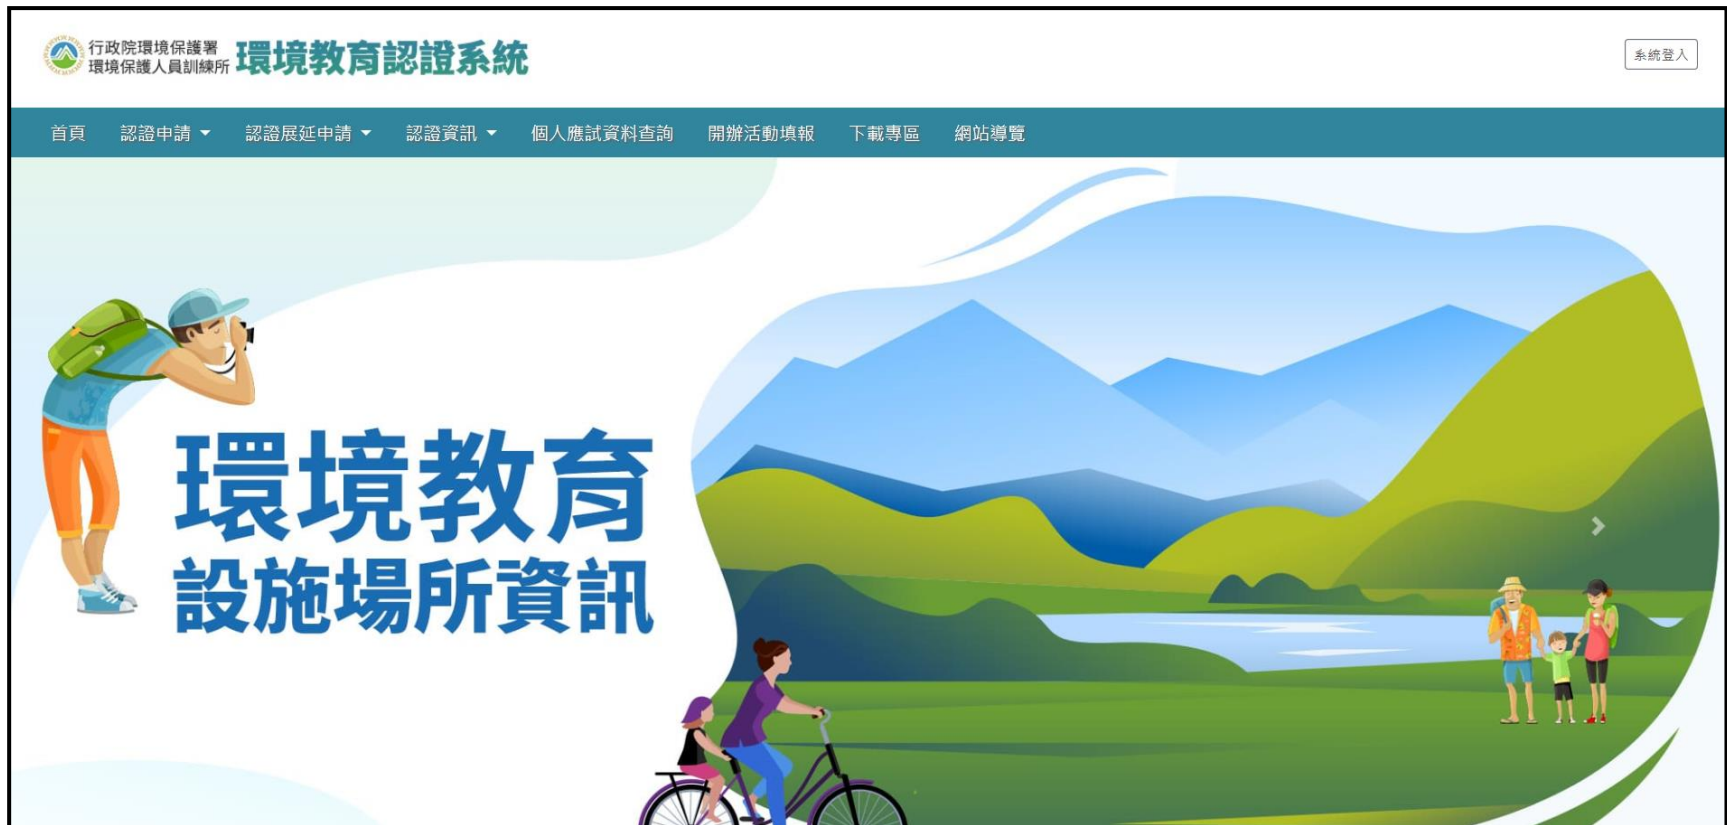 行政院環境保護署
環境保護人員訓練所
環境教育認證系統
系統登入
首頁 認證申請 認證展延申請 認證資訊 個人應試資料查詢 開辦活動填報 下載專區 網站導覽
環境教育
設施場所資訊